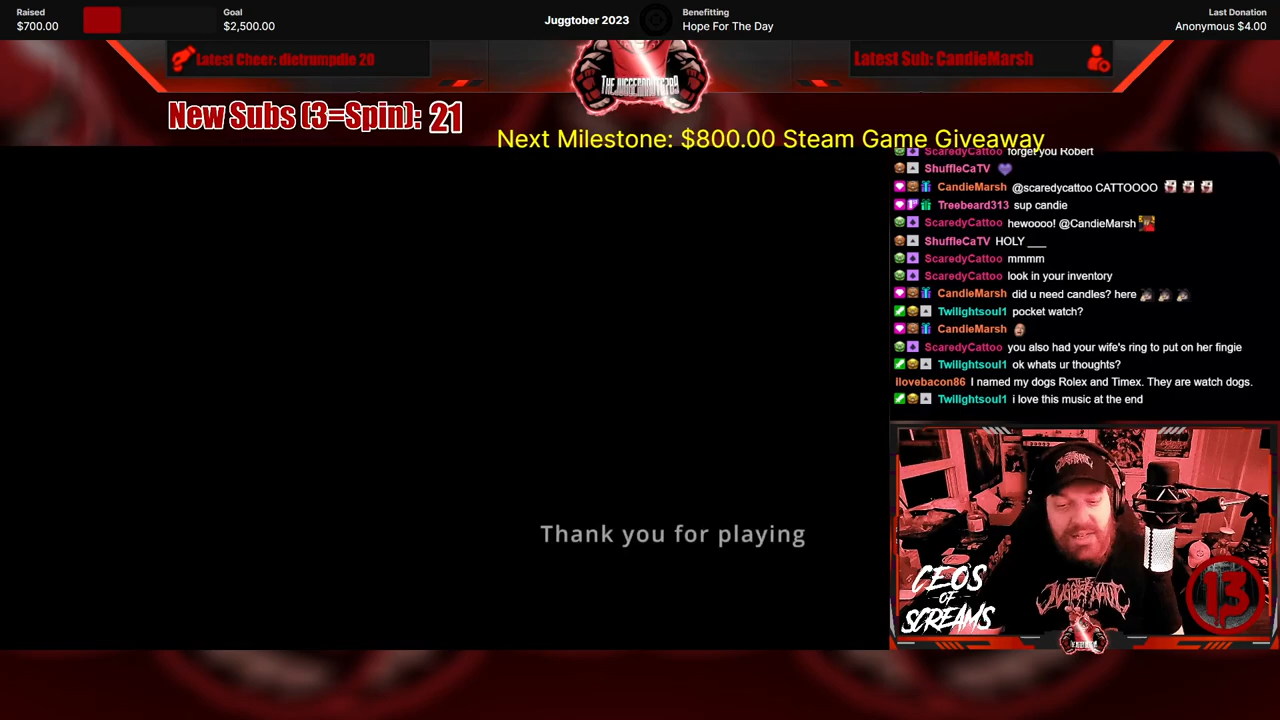 Raised
$700.00
Goal
$2,500.00
Juggtober 2023
Benefitting
Hope For The Day
Last Donation
Anonymous $4.00
Latest Cheer: dietrumpdio 20
THEJUGGERNAUT6789
Latest Sub: CandieMarsh
New Subs (3=Spin): 21
Next Milestone: $800.00 Steam Game Giveaway
ScaredyCattoo forget you Robert
ShuffleCaTV
CandieMarsh @scaredycattoo CATTOOOO
Treebeard313 sup candie
ScaredyCattoo hewoooo! @CandieMarsh
ShuffleCaTV HOLY ___
ScaredyCattoo mmmm
ScaredyCattoo look in your inventory
CandieMarsh did u need candles? here
Twilightsoul1 pocket watch?
CandieMarsh
ScaredyCattoo you also had your wife's ring to put on her fingie
Twilightsoul1 ok whats ur thoughts?
Ilovebacon86 I named my dogs Rolex and Timex. They are watch dogs.
Twilightsoul1 i love this music at the end
Thank you for playing
CEOS
OF
SCREAMS
THE
JUGGERNAUT
13